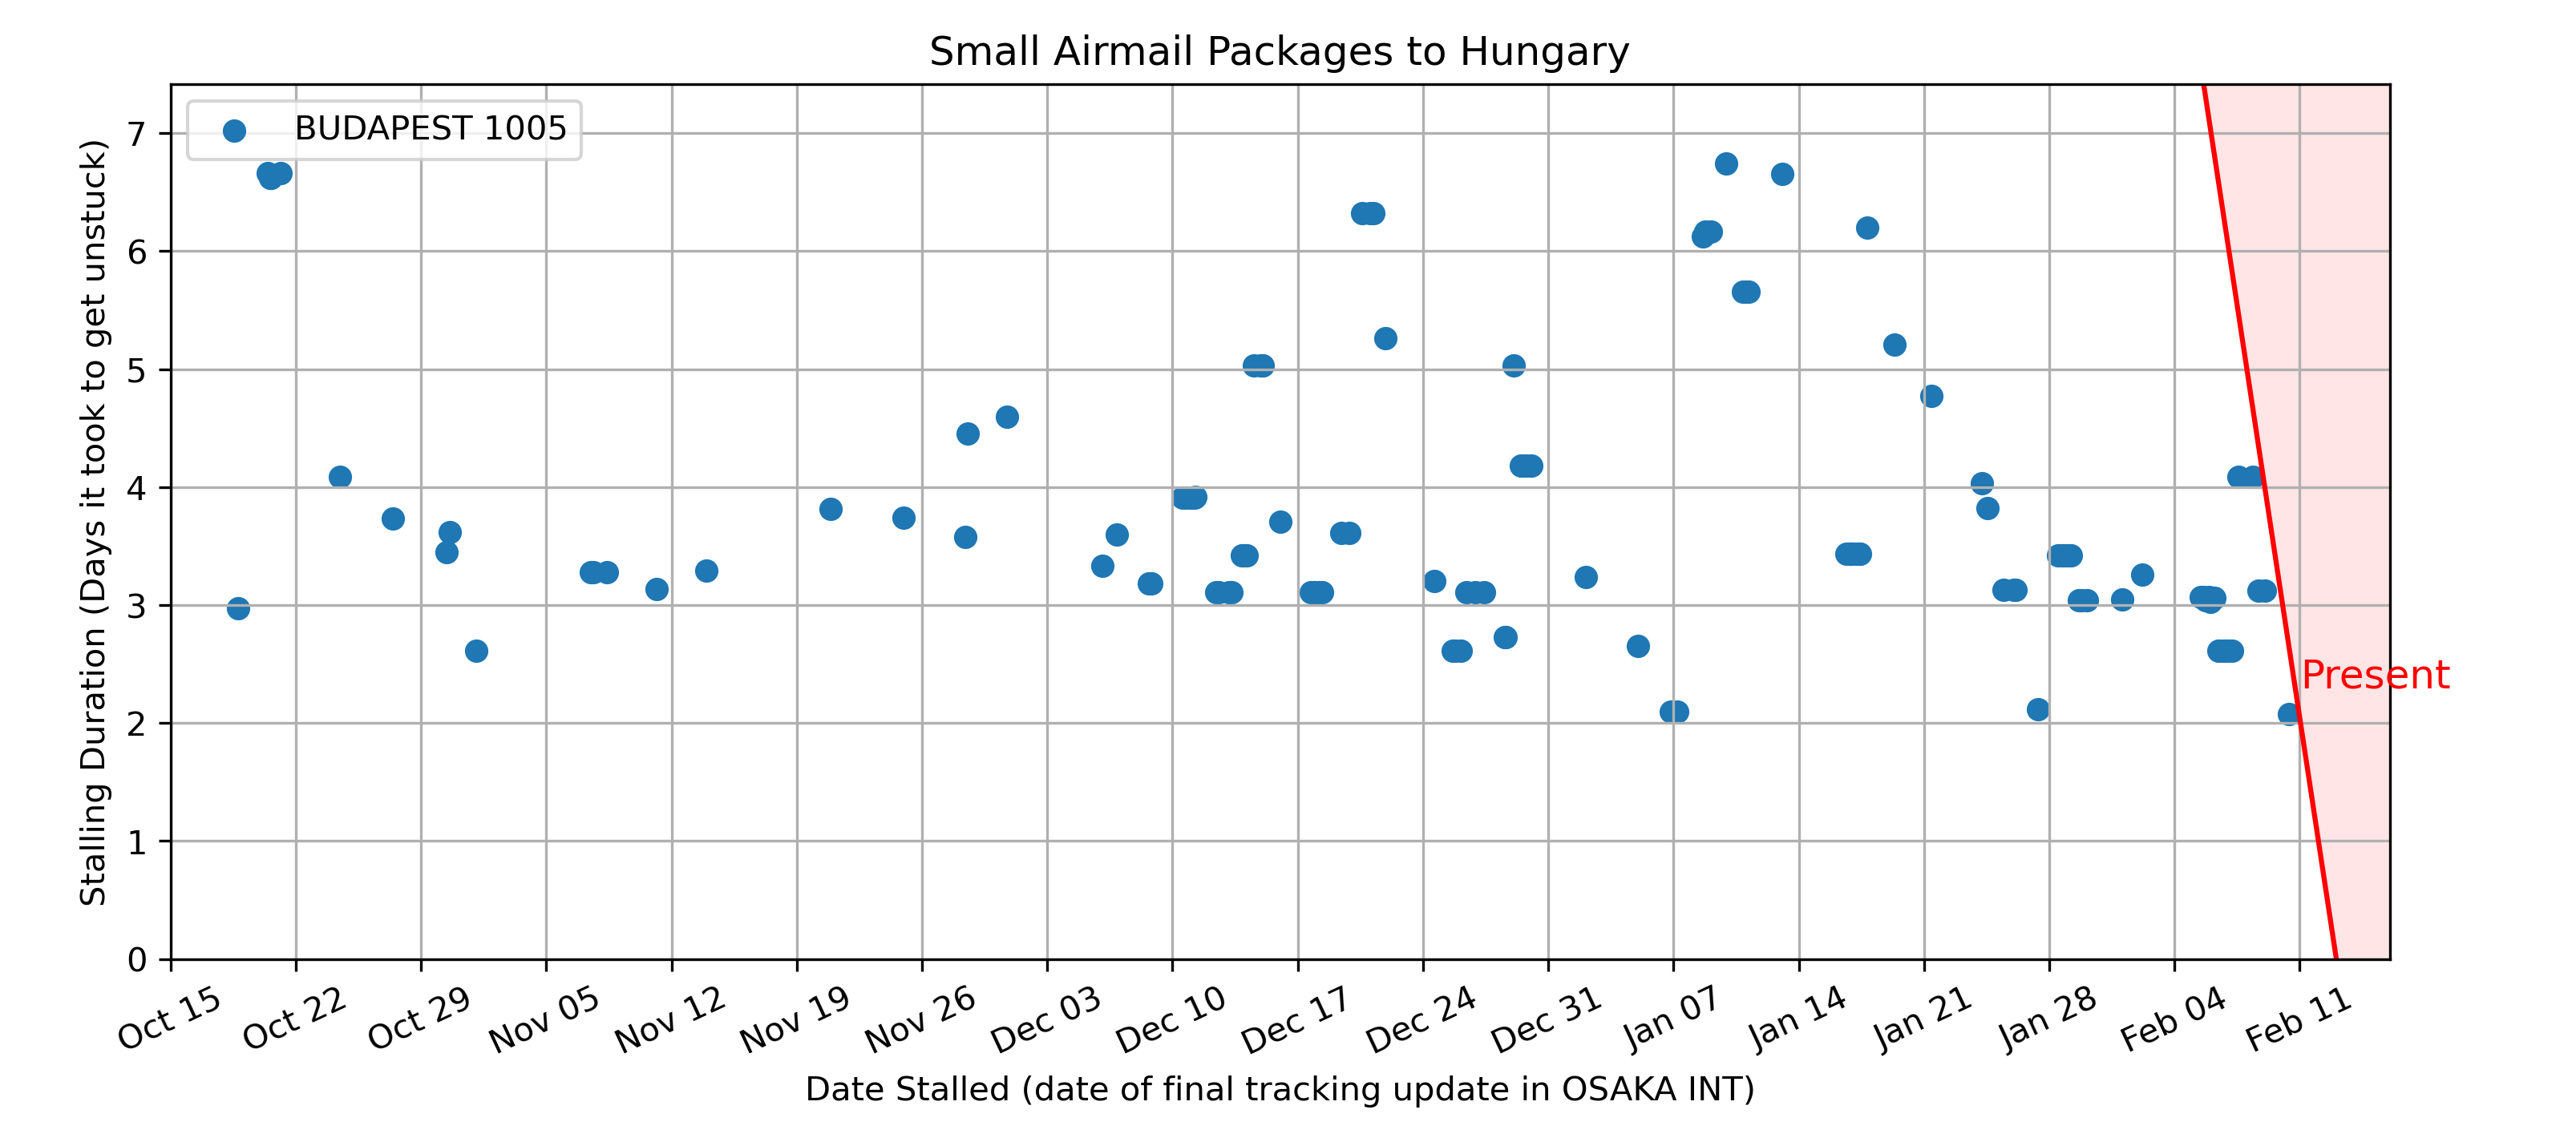 Small Airmail Packages to Hungary
BUDAPEST 1005
Stalling Duration (Days it took to get unstuck)
7
6
5
4
3
2
1
0
Present
Oct 15
Oct 22
Oct 29
Nov 05
Nov 12
Nov 19
Nov 26
Dec 03
Dec 10
Dec 17
Dec 24
Dec 31
Jan 07
Jan 14
Jan 21
Jan 28
Feb 04
Feb 11
Date Stalled (date of final tracking update in OSAKA INT)